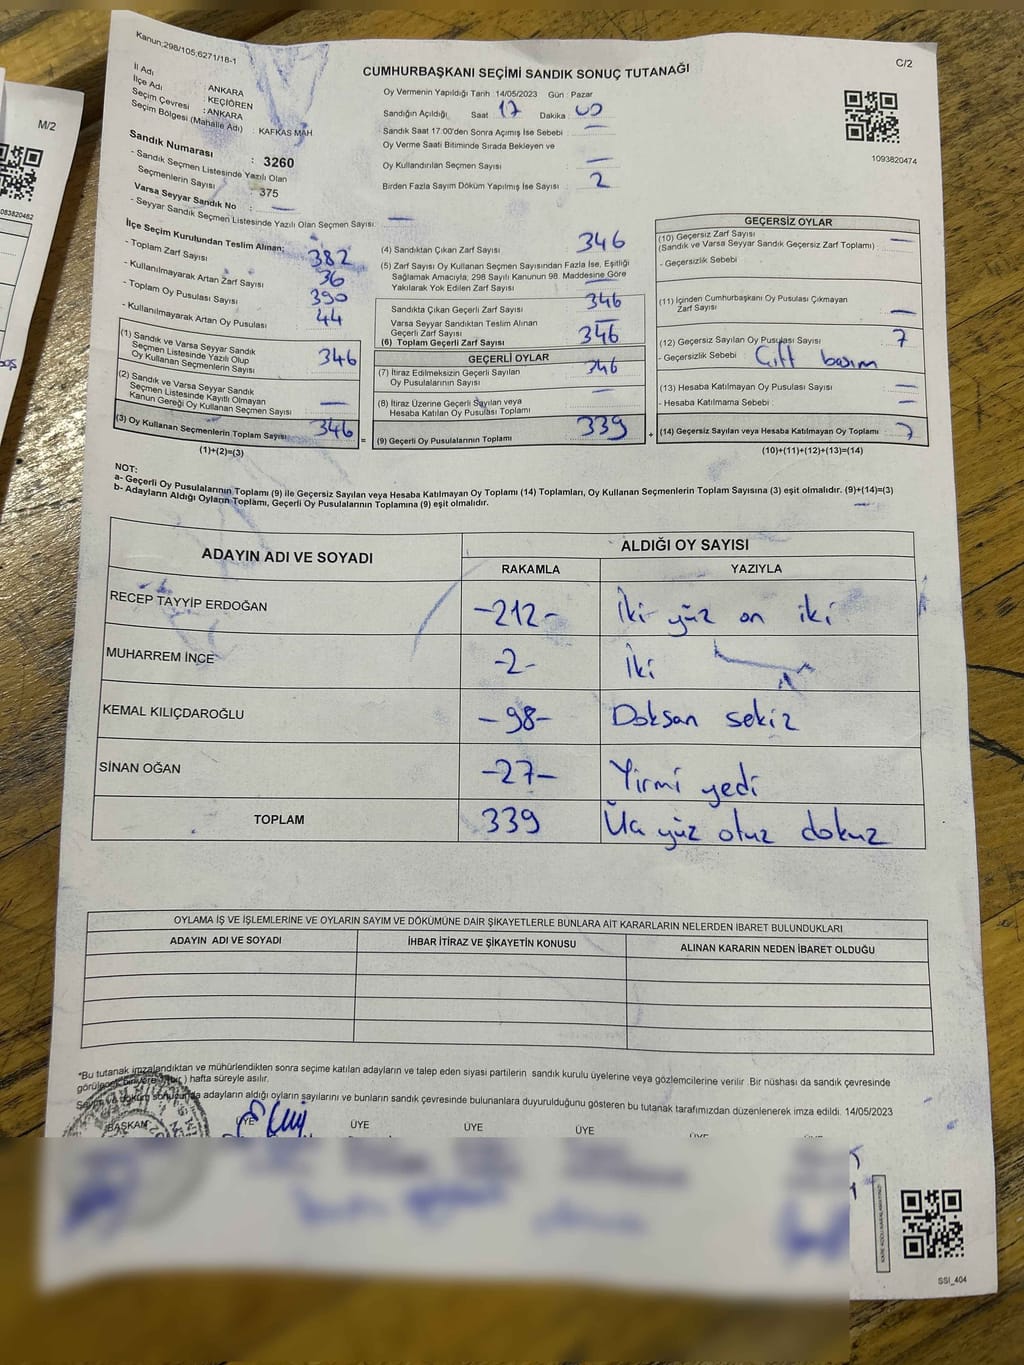 Kanun:298/105,6271/18-1
C/2
CUMHURBAŞKANI SEÇİMİ SANDIK SONUÇ TUTANAĞI
İl Adı : ANKARA
İlçe Adı : KEÇİÖREN
Seçim Çevresi : ANKARA
Seçim Bölgesi (Mahalle Adı) : KAFKAS MAH
Sandık Numarası : 3260
- Sandık Seçmen Listesinde Yazılı Olan
Seçmenlerin Sayısı : 375
Varsa Seyyar Sandık No : —
- Seyyar Sandık Seçmen Listesinde Yazılı Olan Seçmen Sayısı: —
Oy Vermenin Yapıldığı Tarih :14/05/2023 Gün : Pazar
Sandığın Açıldığı Saat 17 Dakika
Sandık Saat 17:00'den Sonra Açımış İse Sebebi : —
Oy Verme Saati Bitiminde Sırada Bekleyen ve
Oy Kullandırılan Seçmen Sayısı : —
Birden Fazla Sayım Döküm Yapılmış İse Sayısı : 2
1093820474
İlçe Seçim Kurulundan Teslim Alınan;
- Toplam Zarf Sayısı 382
- Kullanılmayarak Artan Zarf Sayısı 36
- Toplam Oy Pusulası Sayısı 390
- Kullanılmayarak Artan Oy Pusulası 44
(1) Sandık ve Varsa Seyyar Sandık
Seçmen Listesinde Yazılı Olup
Oy Kullanan Seçmenlerin Sayısı 346
(2) Sandık ve Varsa Seyyar Sandık
Seçmen Listesinde Kayıtlı Olmayan
Kanun Gereği Oy Kullanan Seçmen Sayısı —
(3) Oy Kullanan Seçmenlerin Toplam Sayısı 346 =
(1)+(2)=(3)
(4) Sandıktan Çıkan Zarf Sayısı 346
(5) Zarf Sayısı Oy Kullanan Seçmen Sayısından Fazla İse, Eşitliği
Sağlamak Amacıyla, 298 Sayılı Kanunun 98. Maddesine Göre
Yakılarak Yok Edilen Zarf Sayısı —
Sandıkta Çıkan Geçerli Zarf Sayısı 346
Varsa Seyyar Sandıktan Teslim Alınan
Geçerli Zarf Sayısı —
(6) Toplam Geçerli Zarf Sayısı 346
GEÇERLİ OYLAR
(7) İtiraz Edilmeksizin Geçerli Sayılan
Oy Pusulalarının Sayısı 346
(8) İtiraz Üzerine Geçerli Sayılan veya
Hesaba Katılan Oy Pusulası Toplamı —
(9) Geçerli Oy Pusulalarının Toplamı 339 +
GEÇERSİZ OYLAR
(10) Geçersiz Zarf Sayısı
(Sandık ve Varsa Seyyar Sandık Geçersiz Zarf Toplamı) : —
- Geçersizlik Sebebi
(11) İçinden Cumhurbaşkanı Oy Pusulası Çıkmayan
Zarf Sayısı —
(12) Geçersiz Sayılan Oy Pusulası Sayısı 7
- Geçersizlik Sebebi Çift basım
(13) Hesaba Katılmayan Oy Pusulası Sayısı —
- Hesaba Katılmama Sebebi : —
(14) Geçersiz Sayılan veya Hesaba Katılmayan Oy Toplamı 7
(10)+(11)+(12)+(13)=(14)
NOT:
a- Geçerli Oy Pusulalarının Toplamı (9) ile Geçersiz Sayılan veya Hesaba Katılmayan Oy Toplamı (14) Toplamları, Oy Kullanan Seçmenlerin Toplam Sayısına (3) eşit olmalıdır. (9)+(14)=(3)
b- Adayların Aldığı Oyların Toplamı, Geçerli Oy Pusulalarının Toplamına (9) eşit olmalıdır.
ADAYIN ADI VE SOYADI
ALDIĞI OY SAYISI
RAKAMLA YAZIYLA
RECEP TAYYİP ERDOĞAN -212- İki yüz on iki
MUHARREM İNCE -2- İki
KEMAL KILIÇDAROĞLU -98- Doksan sekiz
SİNAN OĞAN -27- Yirmi yedi
TOPLAM 339 Üç yüz otuz dokuz
OYLAMA İŞ VE İŞLEMLERİNE VE OYLARIN SAYIM VE DÖKÜMÜNE DAİR ŞİKAYETLERLE BUNLARA AİT KARARLARIN NELERDEN İBARET BULUNDUKLARI
ADAYIN ADI VE SOYADI İHBAR İTİRAZ VE ŞİKAYETİN KONUSU ALINAN KARARIN NEDEN İBARET OLDUĞU
*Bu tutanak imzalandıktan ve mühürlendikten sonra seçime katılan adayların ve talep eden siyasi partilerin sandık kurulu üyelerine veya gözlemcilerine verilir. Bir nüshası da sandık çevresinde
görülecek bir yere (bir) hafta süreyle asılır.
Sayım ve döküm sonucunda adayların aldığı oyların sayılarını ve bunların sandık çevresinde bulunanlara duyurulduğunu gösteren bu tutanak tarafımızdan düzenlenerek imza edildi. 14/05/2023
BAŞKAN ÜYE ÜYE ÜYE ÜYE ÜYE ÜYE
SSI_404
M/2